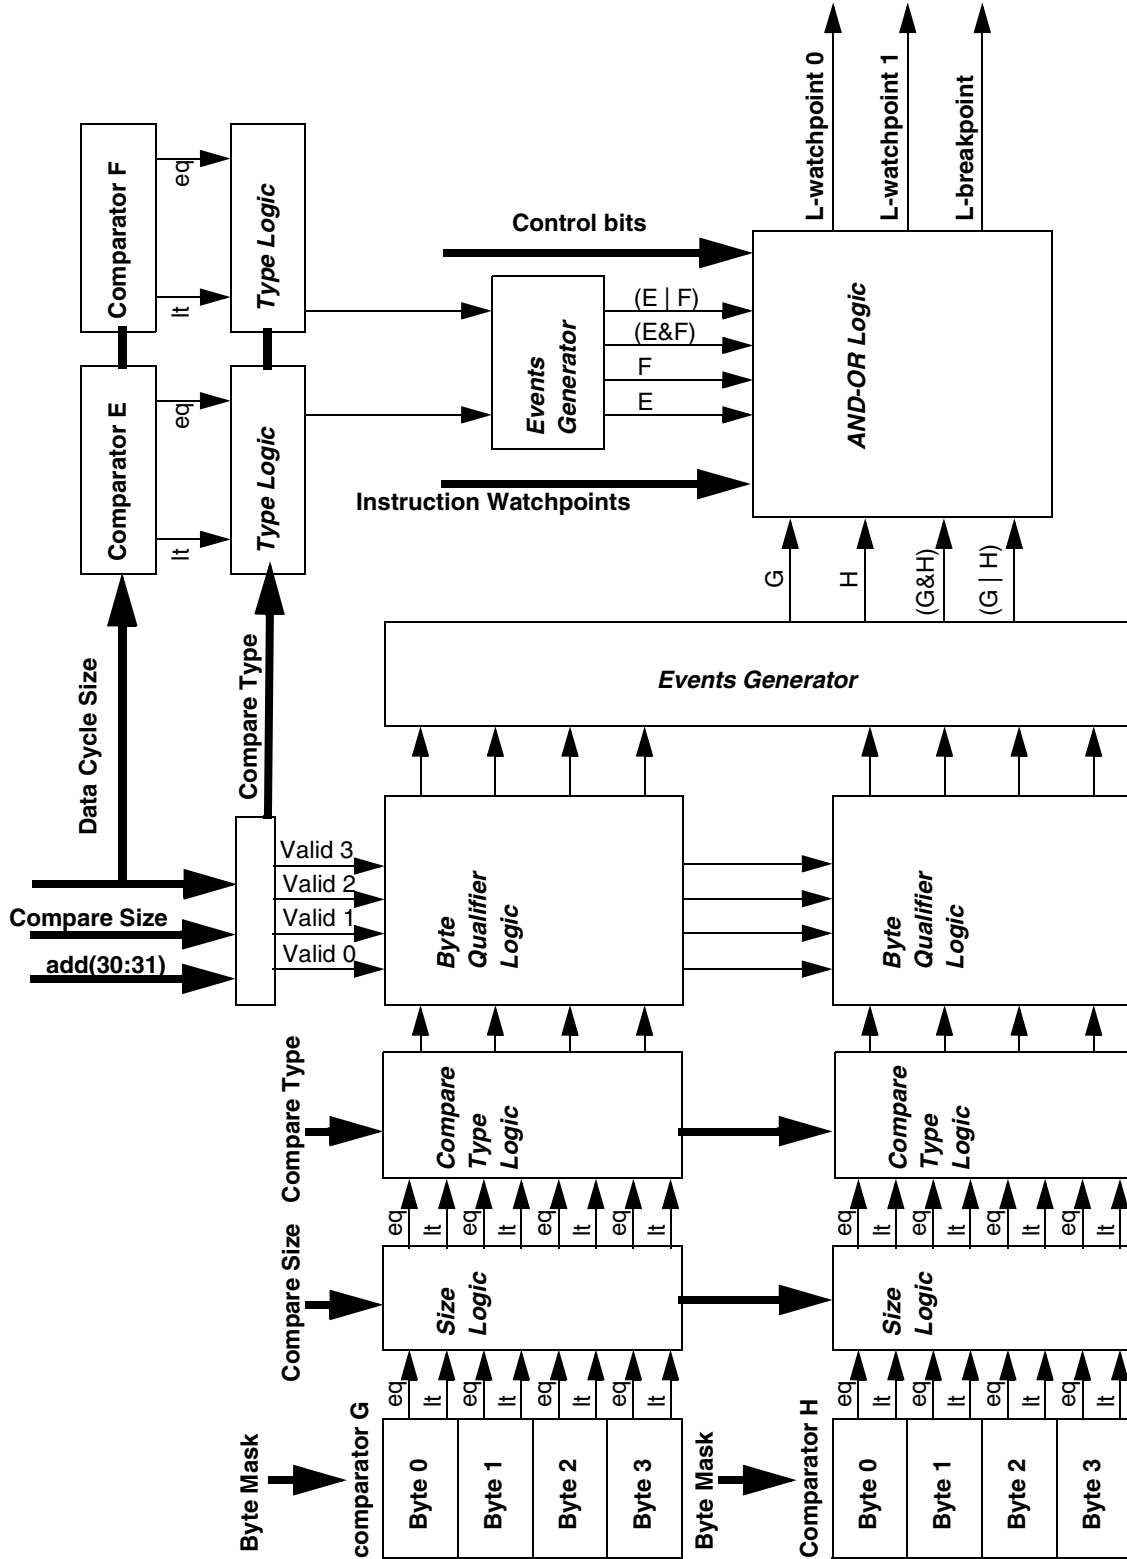 L-watchpoint 0
L-watchpoint 1
L-breakpoint
Comparator F
eq
lt
Type Logic
Control bits
Comparator E
eq
lt
Type Logic
Events
Generator
(E | F)
(E&F)
F
E
AND-OR Logic
Instruction Watchpoints
G
H
(G&H)
(G | H)
Data Cycle Size
Compare Type
Events Generator
Compare Size
add(30:31)
Valid 3
Valid 2
Valid 1
Valid 0
Byte
Qualifier
Logic
Byte
Qualifier
Logic
Compare Type
Compare
Type
Logic
Compare
Type
Logic
eq
lt
eq
lt
eq
lt
eq
lt
eq
lt
eq
lt
eq
lt
eq
lt
Compare Size
Size
Logic
Size
Logic
eq
lt
eq
lt
eq
lt
eq
lt
eq
lt
eq
lt
eq
lt
eq
lt
Byte Mask
comparator G
Byte 0
Byte 1
Byte 2
Byte 3
Byte Mask
Comparator H
Byte 0
Byte 1
Byte 2
Byte 3